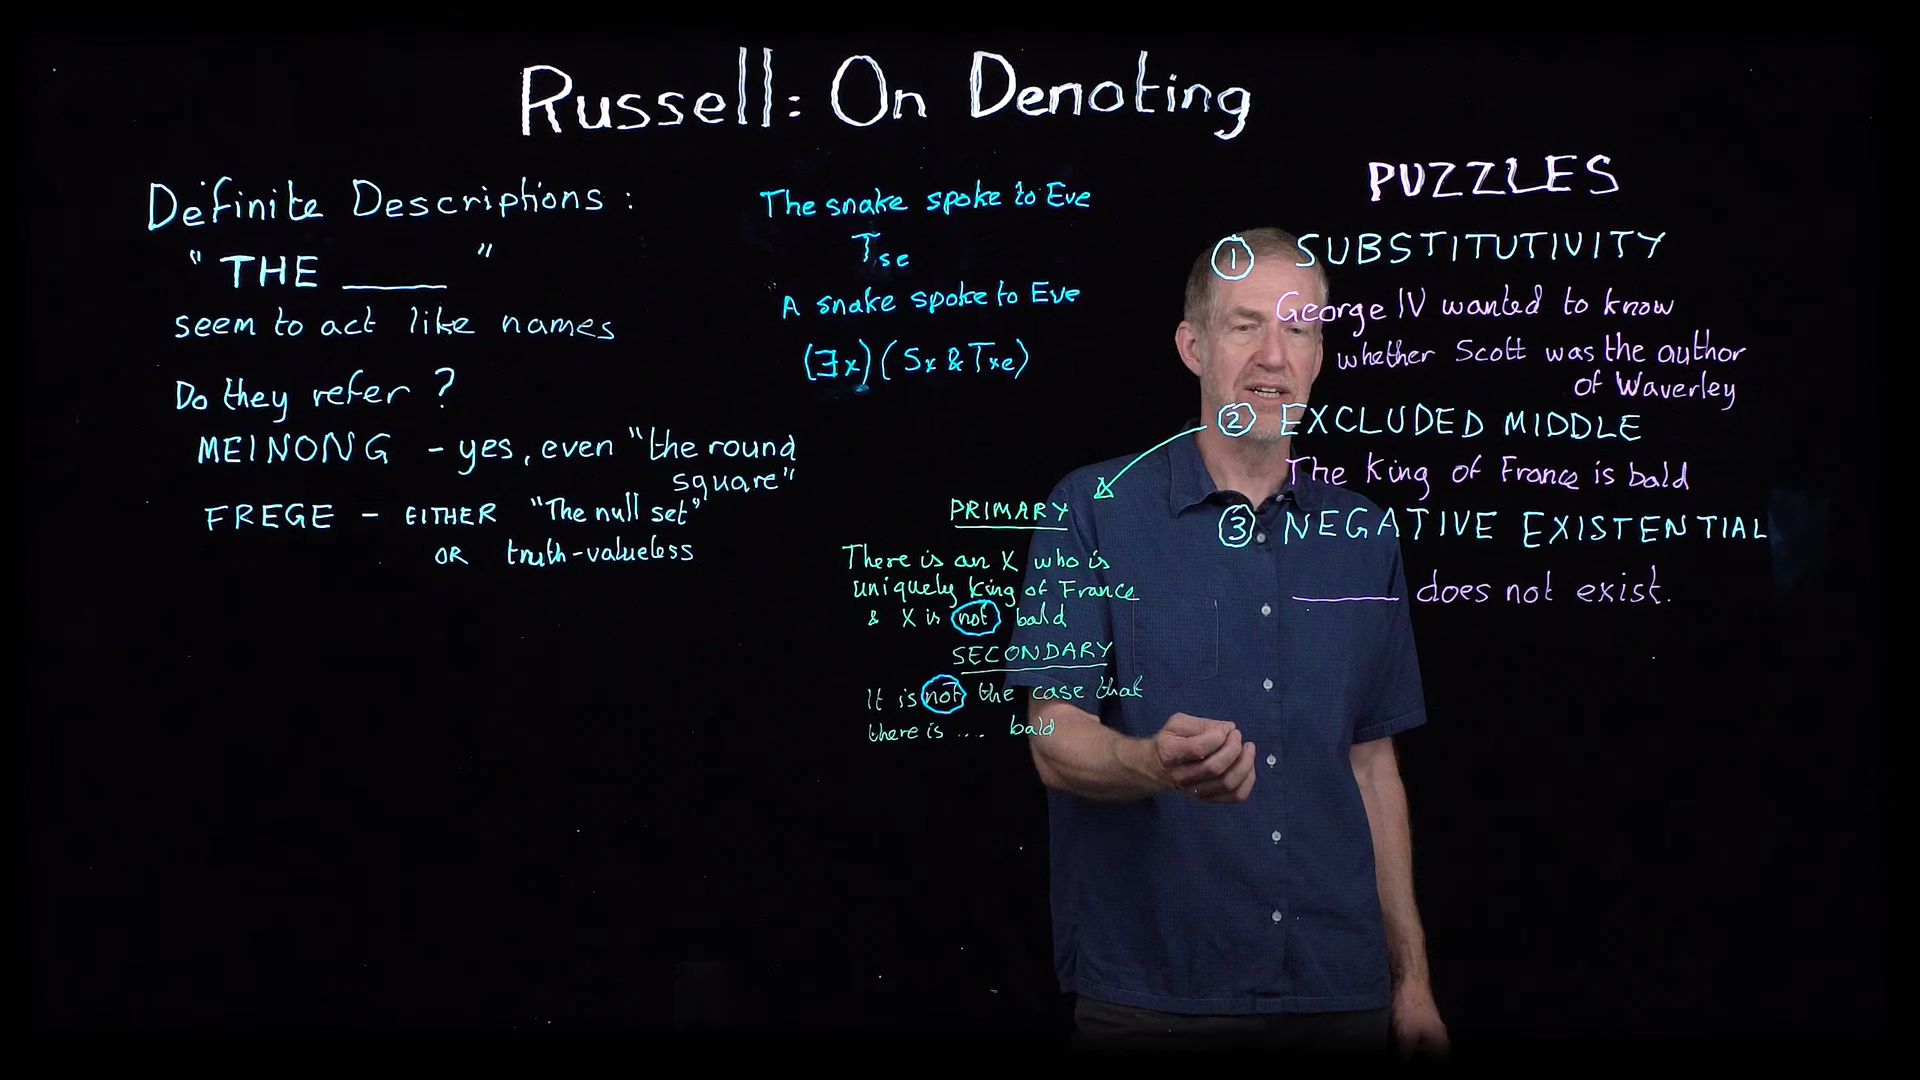 Russell: On Denoting
Definite Descriptions:
"THE _____"
seem to act like names
Do they refer?
MEINONG - yes, even "the round
square"
FREGE - EITHER "The null set"
OR truth-valueless
The snake spoke to Eve
Tse
A snake spoke to Eve
(∃x)(Sx & Txe)
PRIMARY
There is an X who is
uniquely King of France
& X is not bald
SECONDARY
It is not the case that
there is ... bald
PUZZLES
1 SUBSTITUTIVITY
George IV wanted to know
whether Scott was the author
of Waverley
2 EXCLUDED MIDDLE
The King of France is bald
3 NEGATIVE EXISTENTIAL
_____ does not exist.